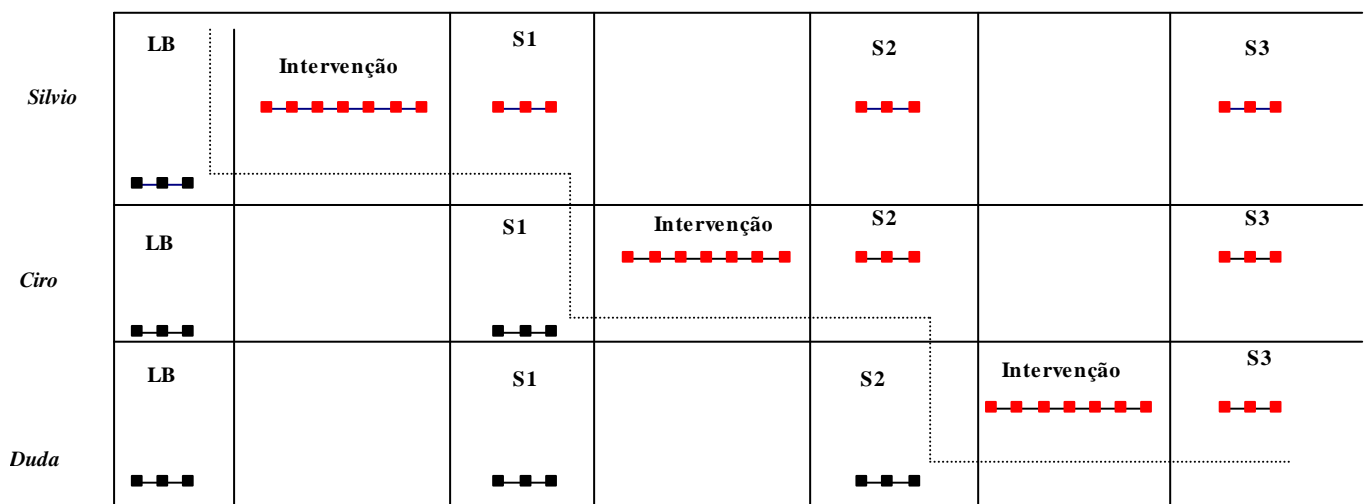 LB
S1
S2
S3
Intervenção
Silvio
S1
Intervenção
S2
S3
LB
Ciro
LB
S1
S2
Intervenção
S3
Duda